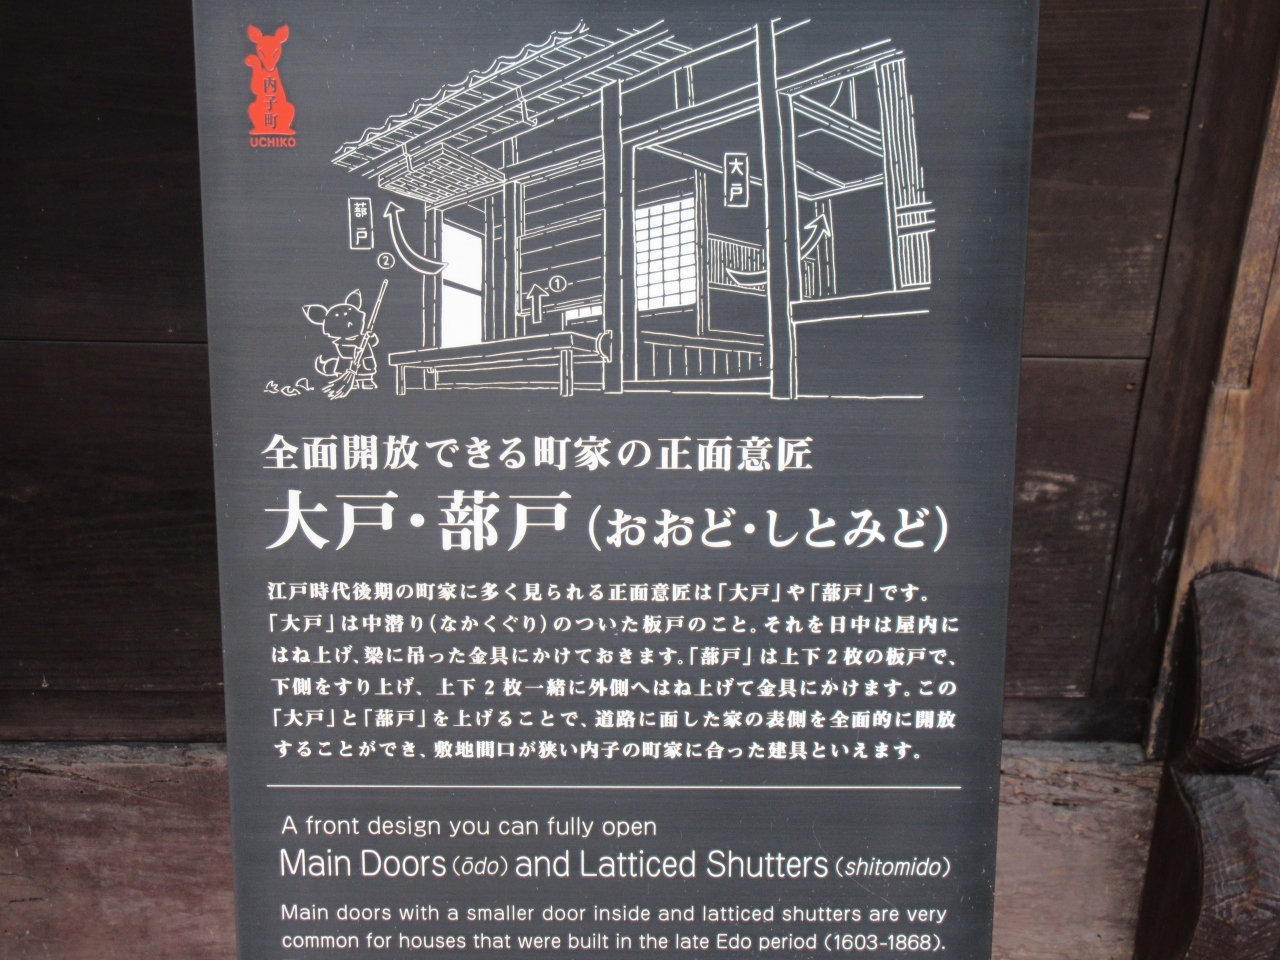 内子町
UCHIKO
大戸
蔀戸
②
①
全面開放できる町家の正面意匠
大戸・蔀戸(おおど・しとみど)
江戸時代後期の町家に多く見られる正面意匠は「大戸」や「蔀戸」です。
「大戸」は中潜り(なかくぐり)のついた板戸のこと。それを日中は屋内に
はね上げ、梁に吊った金具にかけておきます。「蔀戸」は上下2枚の板戸で、
下側をすり上げ、上下2枚一緒に外側へはね上げて金具にかけます。この
「大戸」と「蔀戸」を上げることで、道路に面した家の表側を全面的に開放
することができ、敷地間口が狭い内子の町家に合った建具といえます。
A front design you can fully open
Main Doors (ōdo) and Latticed Shutters (shitomido)
Main doors with a smaller door inside and latticed shutters are very
common for houses that were built in the late Edo period (1603-1868).